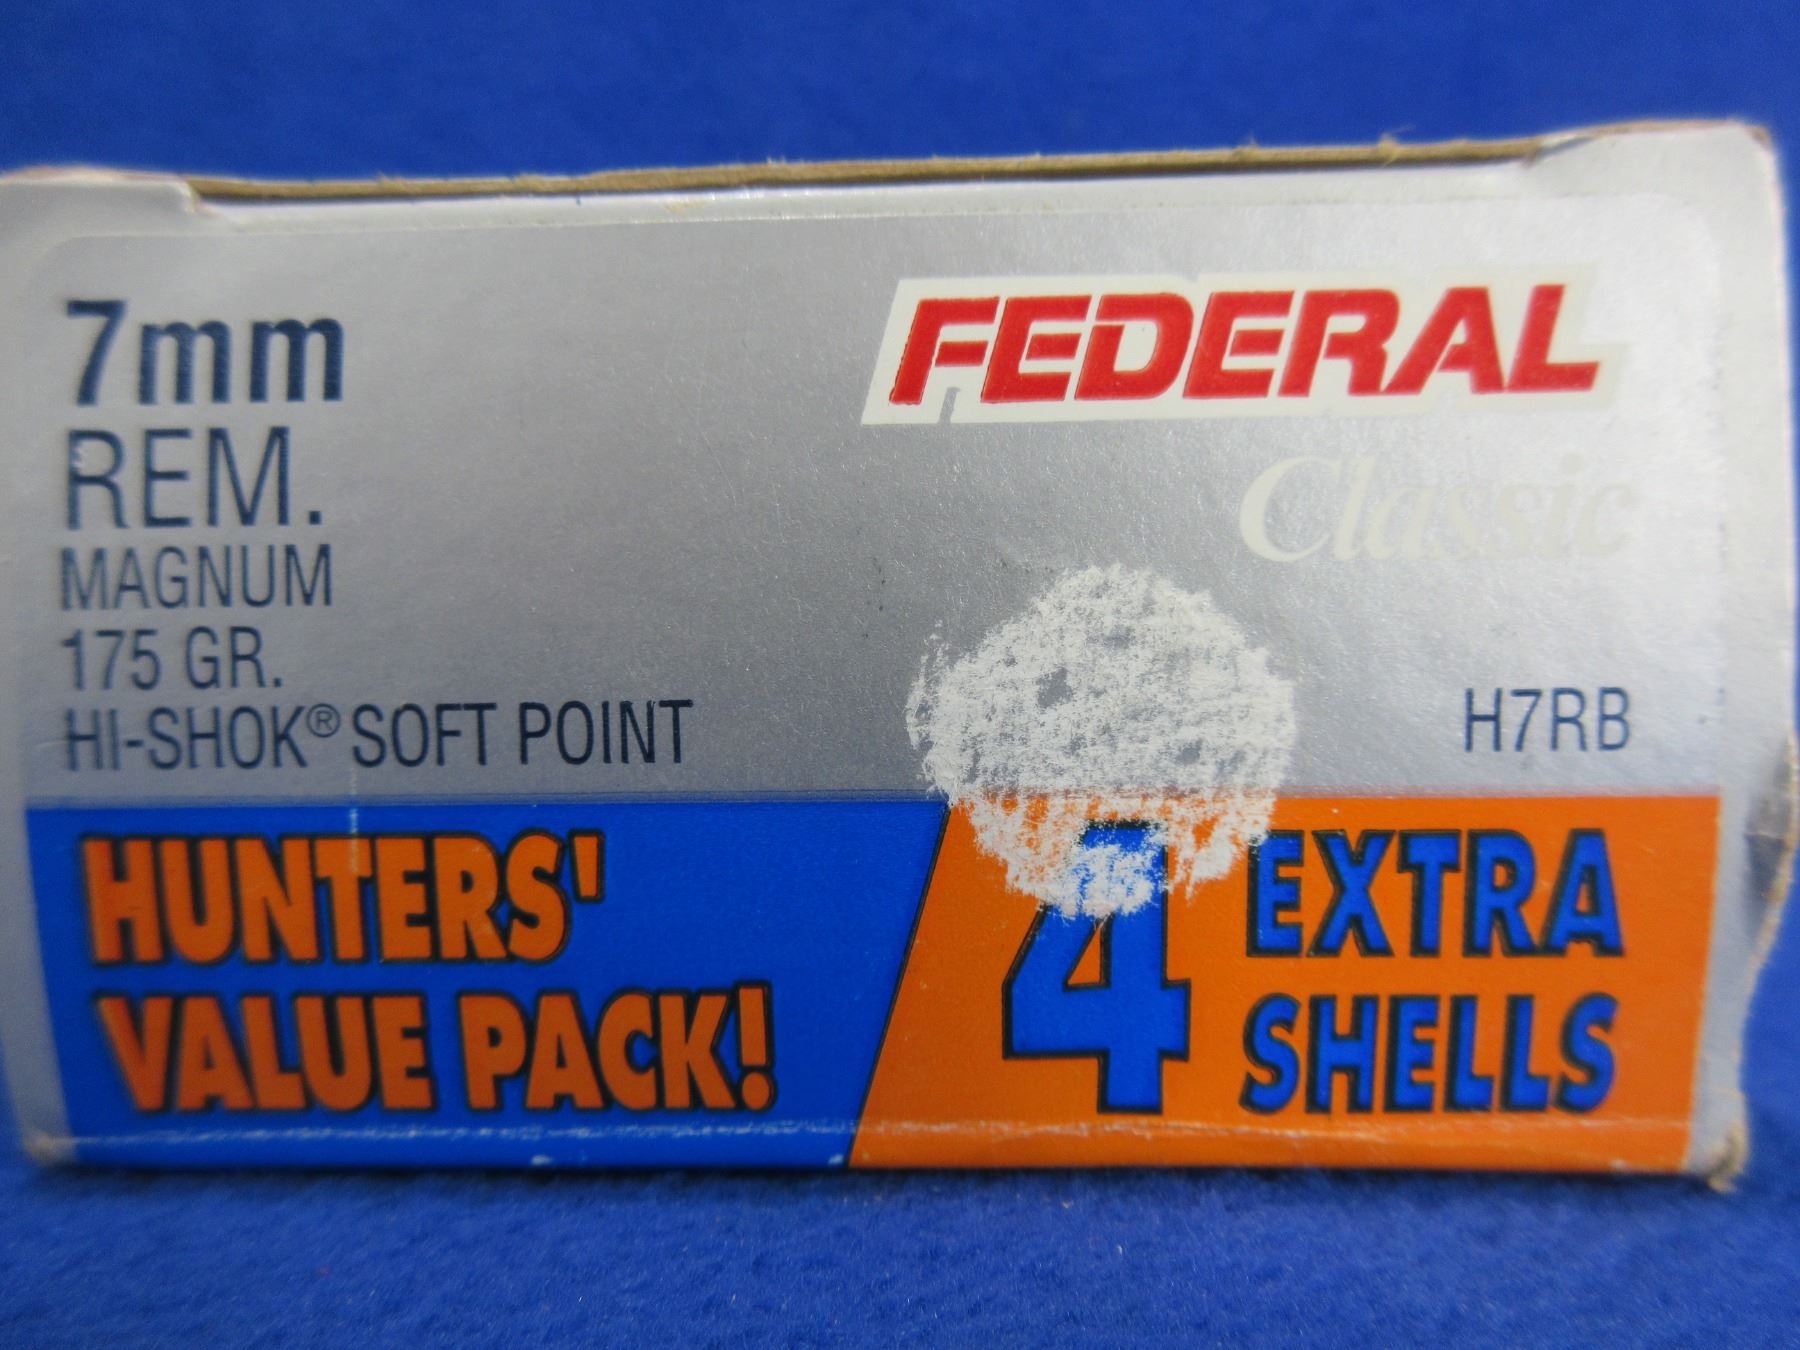 7mm
REM.
MAGNUM
175 GR.
HI-SHOK® SOFT POINT
FEDERAL
Classic
H7RB
HUNTERS'
VALUE PACK!
4 EXTRA
SHELLS